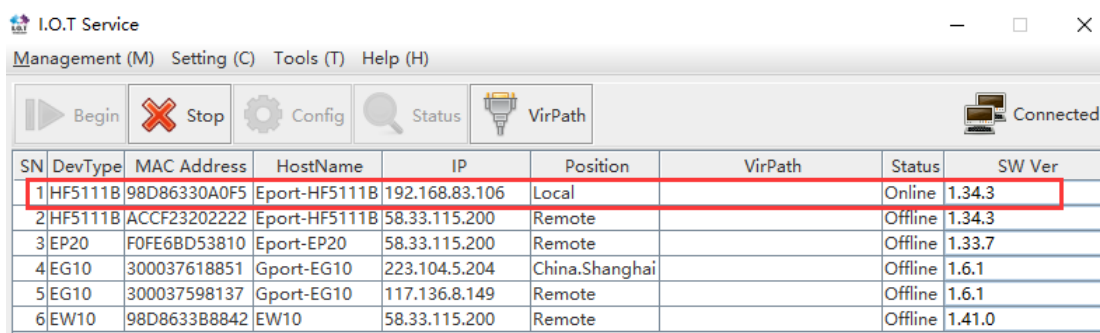 I.O.T Service
Management (M) Setting (C) Tools (T) Help (H)
Begin Stop Config Status VirPath Connected
SN DevType MAC Address HostName IP Position VirPath Status SW Ver
1 HF5111B 98D86330A0F5 Eport-HF5111B 192.168.83.106 Local Online 1.34.3
2 HF5111B ACCF23202222 Eport-HF5111B 58.33.115.200 Remote Offline 1.34.3
3 EP20 F0FE6BD53810 Eport-EP20 58.33.115.200 Remote Offline 1.33.7
4 EG10 300037618851 Gport-EG10 223.104.5.204 China.Shanghai Offline 1.6.1
5 EG10 300037598137 Gport-EG10 117.136.8.149 Remote Offline 1.6.1
6 EW10 98D8633B8842 EW10 58.33.115.200 Remote Offline 1.41.0